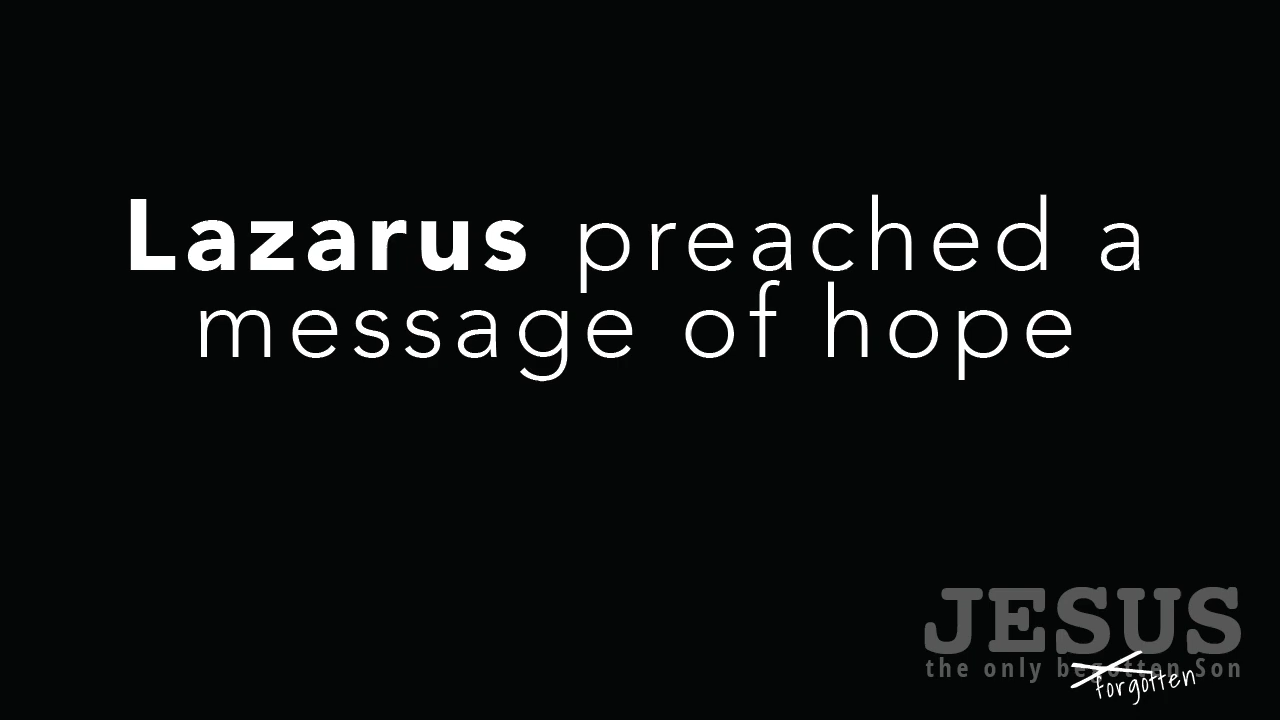 Lazarus preached a
message of hope
JESUS
the only begotten Son
forgotten